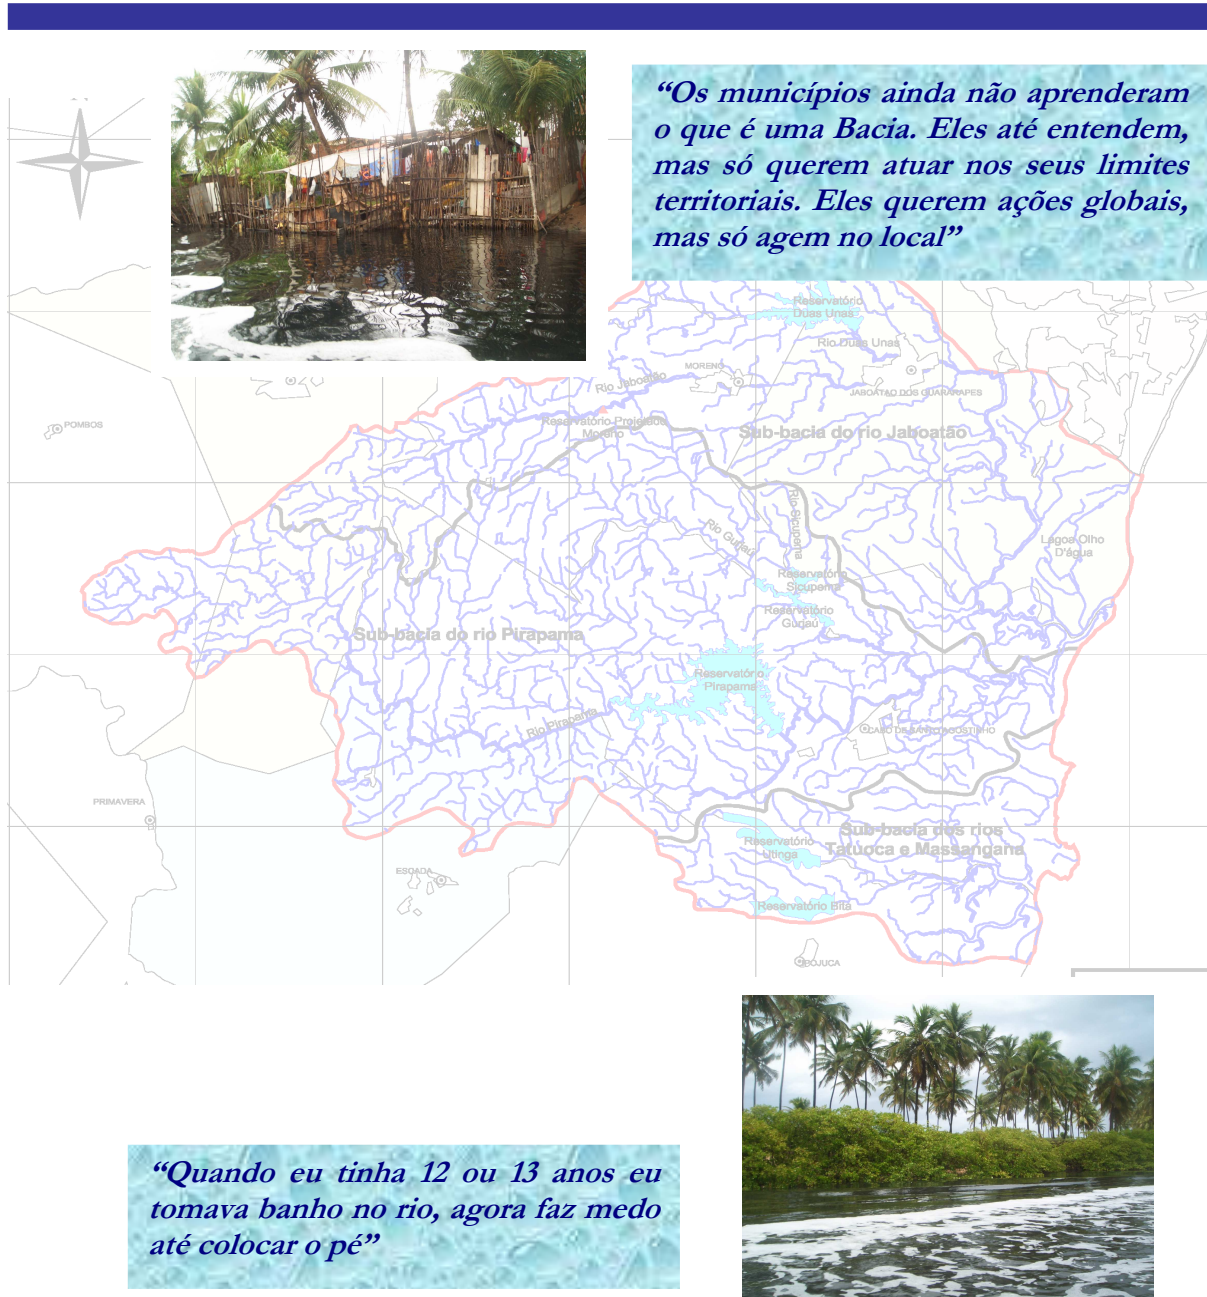 “Os municípios ainda não aprenderam
o que é uma Bacia. Eles até entendem,
mas só querem atuar nos seus limites
territoriais. Eles querem ações globais,
mas só agem no local”
Reservatório
Duas Unas
Rio Duas Unas
MORENO
Rio Jaboatão
JABOATÃO DOS GUARARAPES
Reservatório Projetado
Moreno
POMBOS
Sub-bacia do rio Jaboatão
Rio Sicupema
Rio Gurjaú
Lagoa Olho
D'água
Reservatório
Sicupema
Reservatório
Gurjaú
Sub-bacia do rio Pirapama
Reservatório
Pirapama
Rio Pirapama
CABO DE SANTO AGOSTINHO
PRIMAVERA
Sub-bacia dos rios
Tatuoca e Massangana
Reservatório
Utinga
ESCADA
Reservatório Bita
IPOJUCA
“Quando eu tinha 12 ou 13 anos eu
tomava banho no rio, agora faz medo
até colocar o pé”